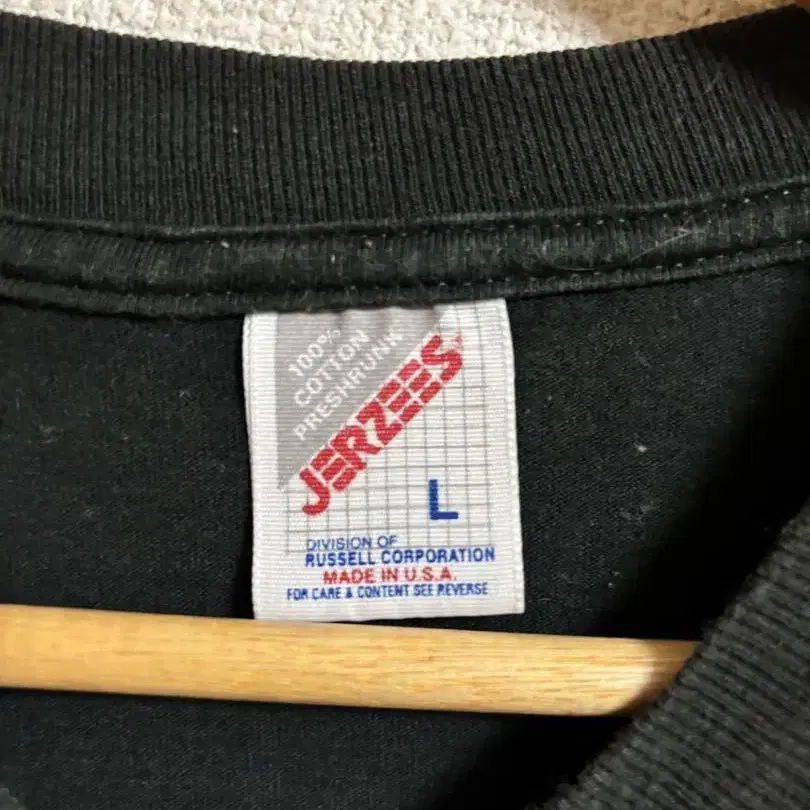 100%
COTTON
PRESHRUNK
JERZEES
L
DIVISION OF
RUSSELL CORPORATION
MADE IN U.S.A.
FOR CARE & CONTENT SEE REVERSE